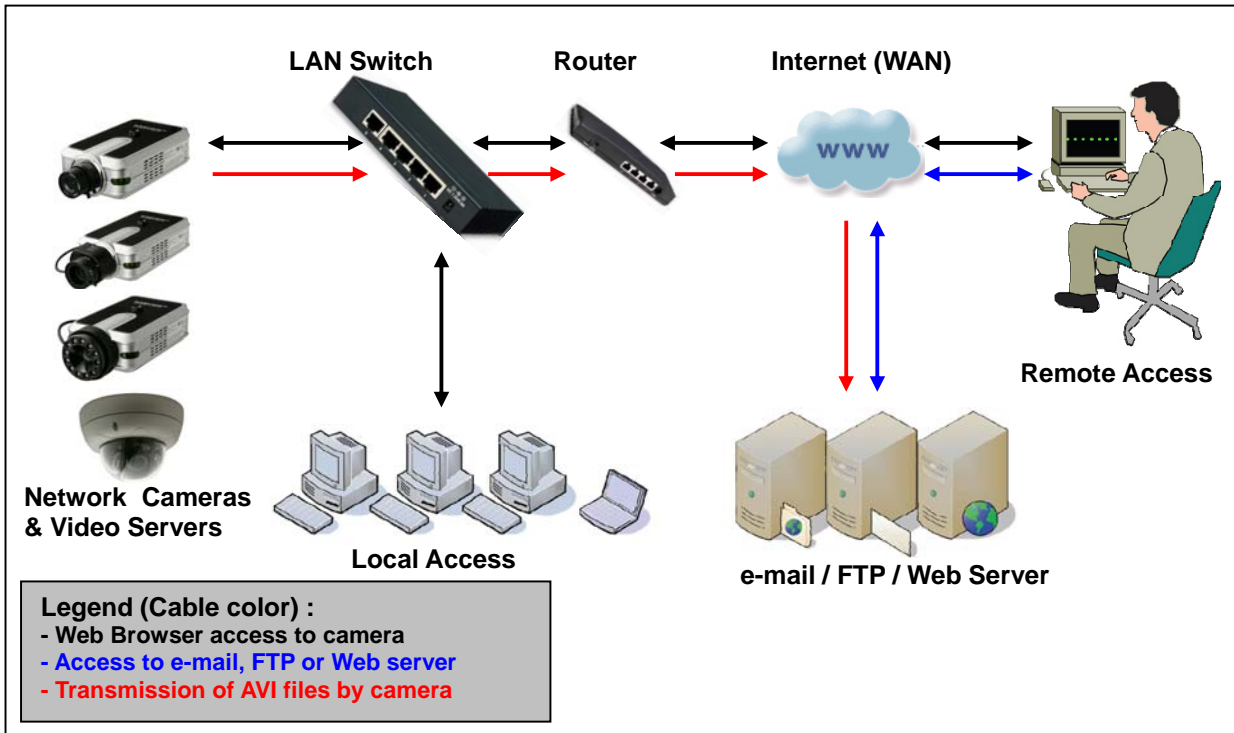 LAN Switch
Router
Internet (WAN)
www
Remote Access
Network Cameras
& Video Servers
Local Access
e-mail / FTP / Web Server
Legend (Cable color) :
- Web Browser access to camera
- Access to e-mail, FTP or Web server
- Transmission of AVI files by camera